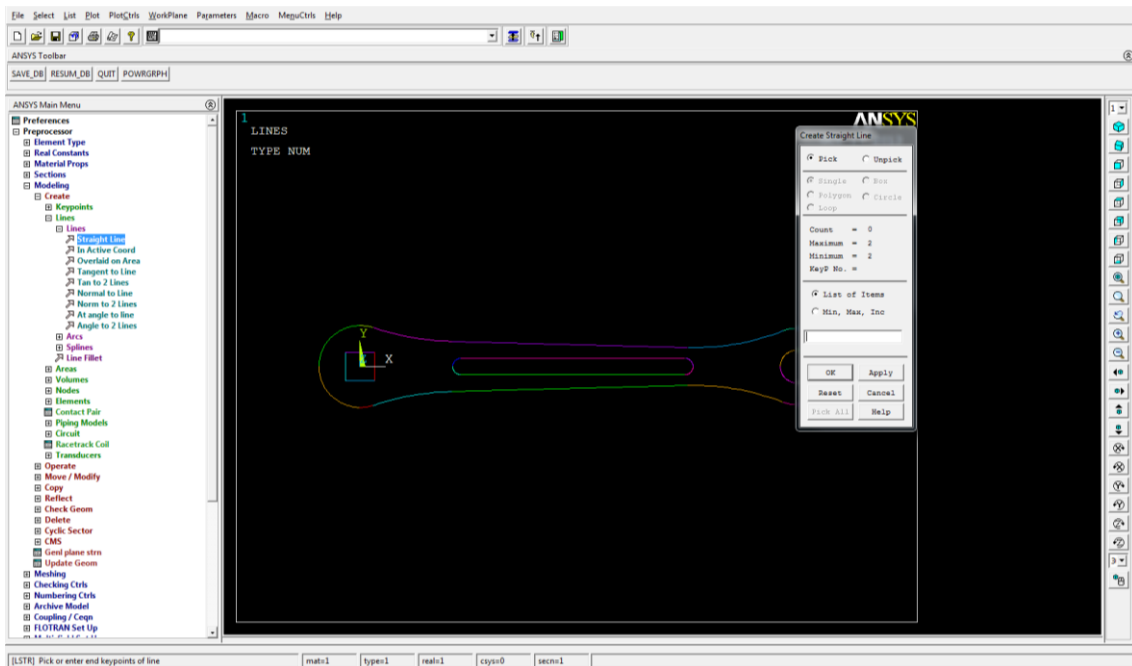 File Select List Plot PlotCtrls WorkPlane Parameters Macro MenuCtrls Help
ANSYS Toolbar
SAVE_DB RESUM_DB QUIT POWRGRPH
ANSYS Main Menu
Preferences
Preprocessor
Element Type
Real Constants
Material Props
Sections
Modeling
Create
Keypoints
Lines
Lines
Straight Line
In Active Coord
Overlaid on Area
Tangent to Line
Tan to 2 Lines
Normal to Line
Norm to 2 Lines
At angle to line
Angle to 2 Lines
Arcs
Splines
Line Fillet
Areas
Volumes
Nodes
Elements
Contact Pair
Piping Models
Circuit
Racetrack Coil
Transducers
Operate
Move / Modify
Copy
Reflect
Check Geom
Delete
Cyclic Sector
CMS
Genl plane strn
Update Geom
Meshing
Checking Ctrls
Numbering Ctrls
Archive Model
Coupling / Ceqn
FLOTRAN Set Up
1
LINES
TYPE NUM
ANSYS
Y
X
Create Straight Line
Pick Unpick
Single Box
Polygon Circle
Loop
Count = 0
Maximum = 2
Minimum = 2
KeyP No. =
List of Items
Min, Max, Inc
OK Apply
Reset Cancel
Pick All Help
1
3
[LSTR] Pick or enter end keypoints of line
mat=1 type=1 real=1 csys=0 secn=1